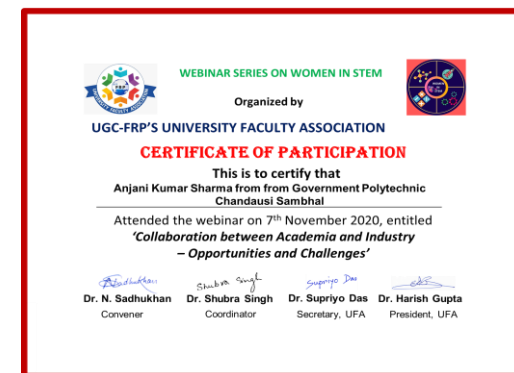 WEBINAR SERIES ON WOMEN IN STEM
Organized by
UGC-FRP'S UNIVERSITY FACULTY ASSOCIATION
CERTIFICATE OF PARTICIPATION
This is to certify that
Anjani Kumar Sharma from from Government Polytechnic
Chandausi Sambhal
Attended the webinar on 7th November 2020, entitled
'Collaboration between Academia and Industry
– Opportunities and Challenges'
Sadhukhan Shubra Singh Supriyo Das
Dr. N. Sadhukhan Dr. Shubra Singh Dr. Supriyo Das Dr. Harish Gupta
Convener Coordinator Secretary, UFA President, UFA